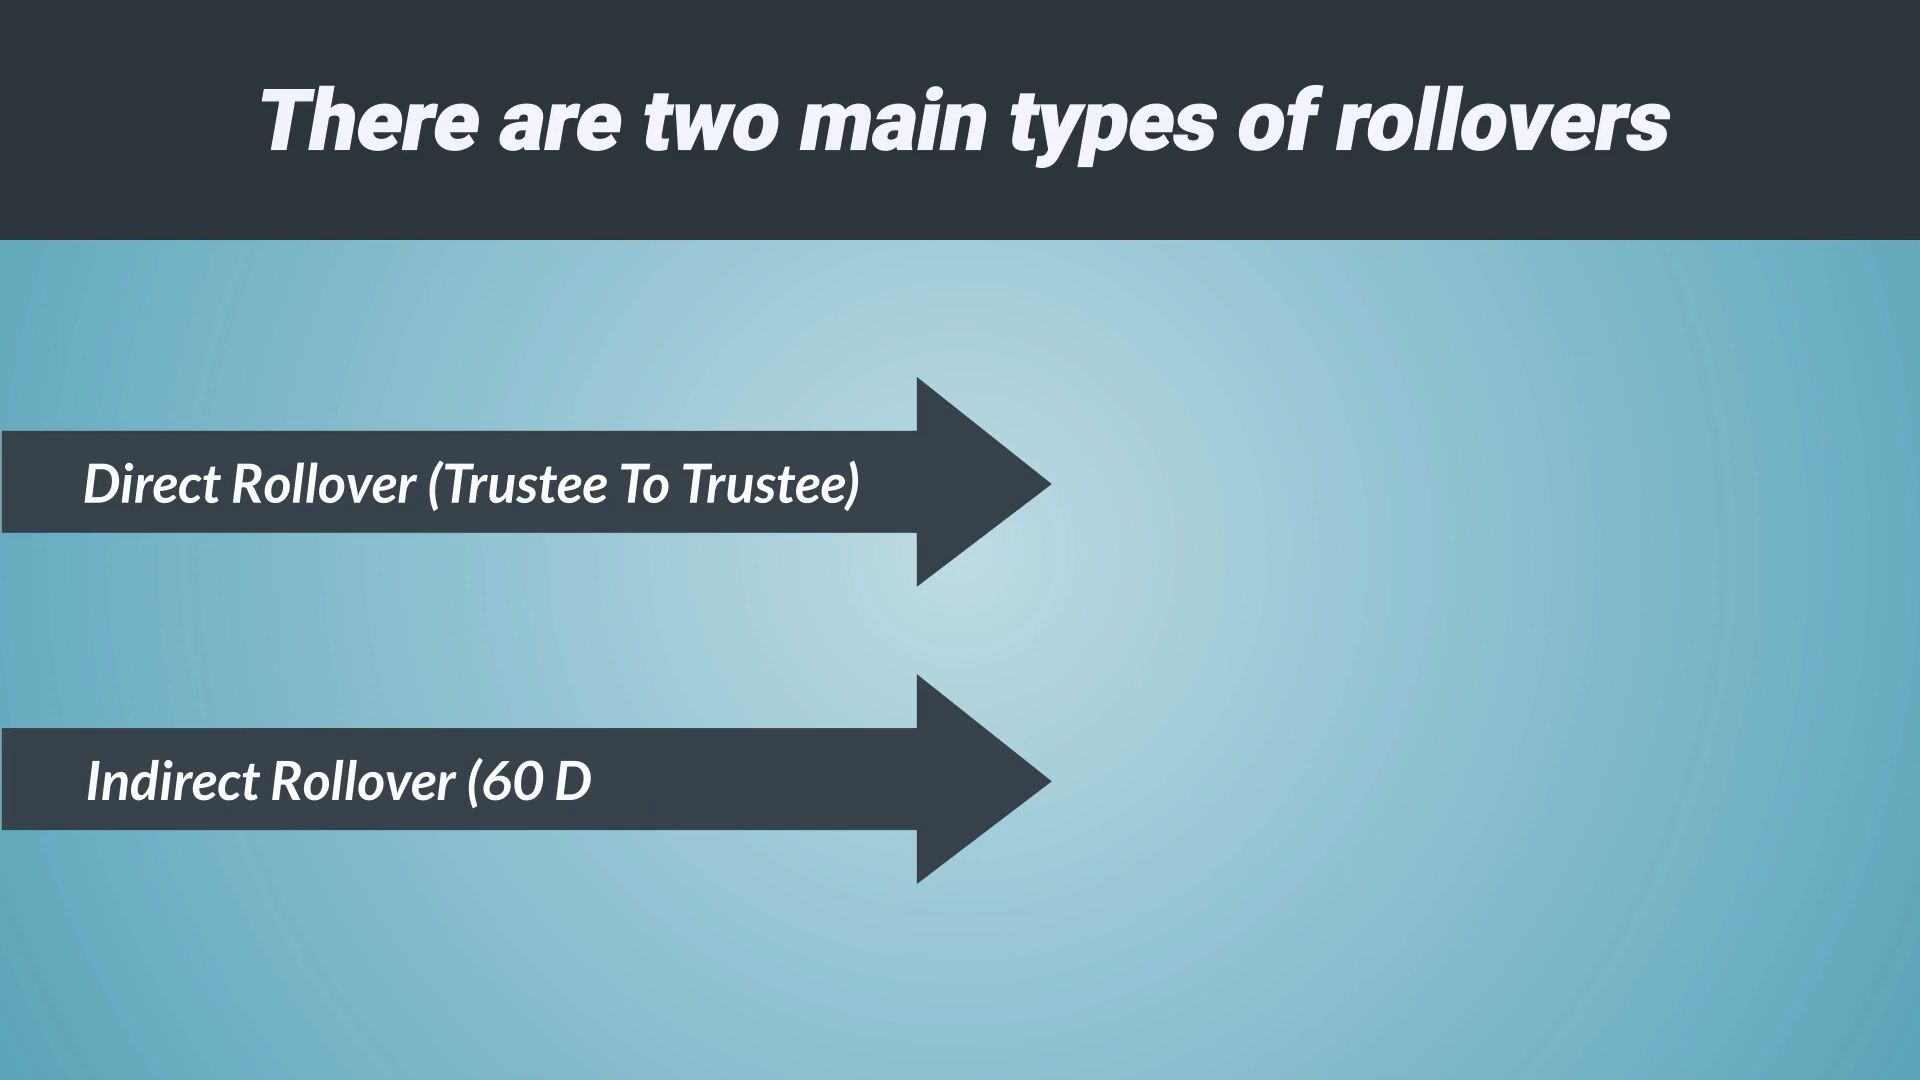 There are two main types of rollovers
Direct Rollover (Trustee To Trustee)
Indirect Rollover (60 D